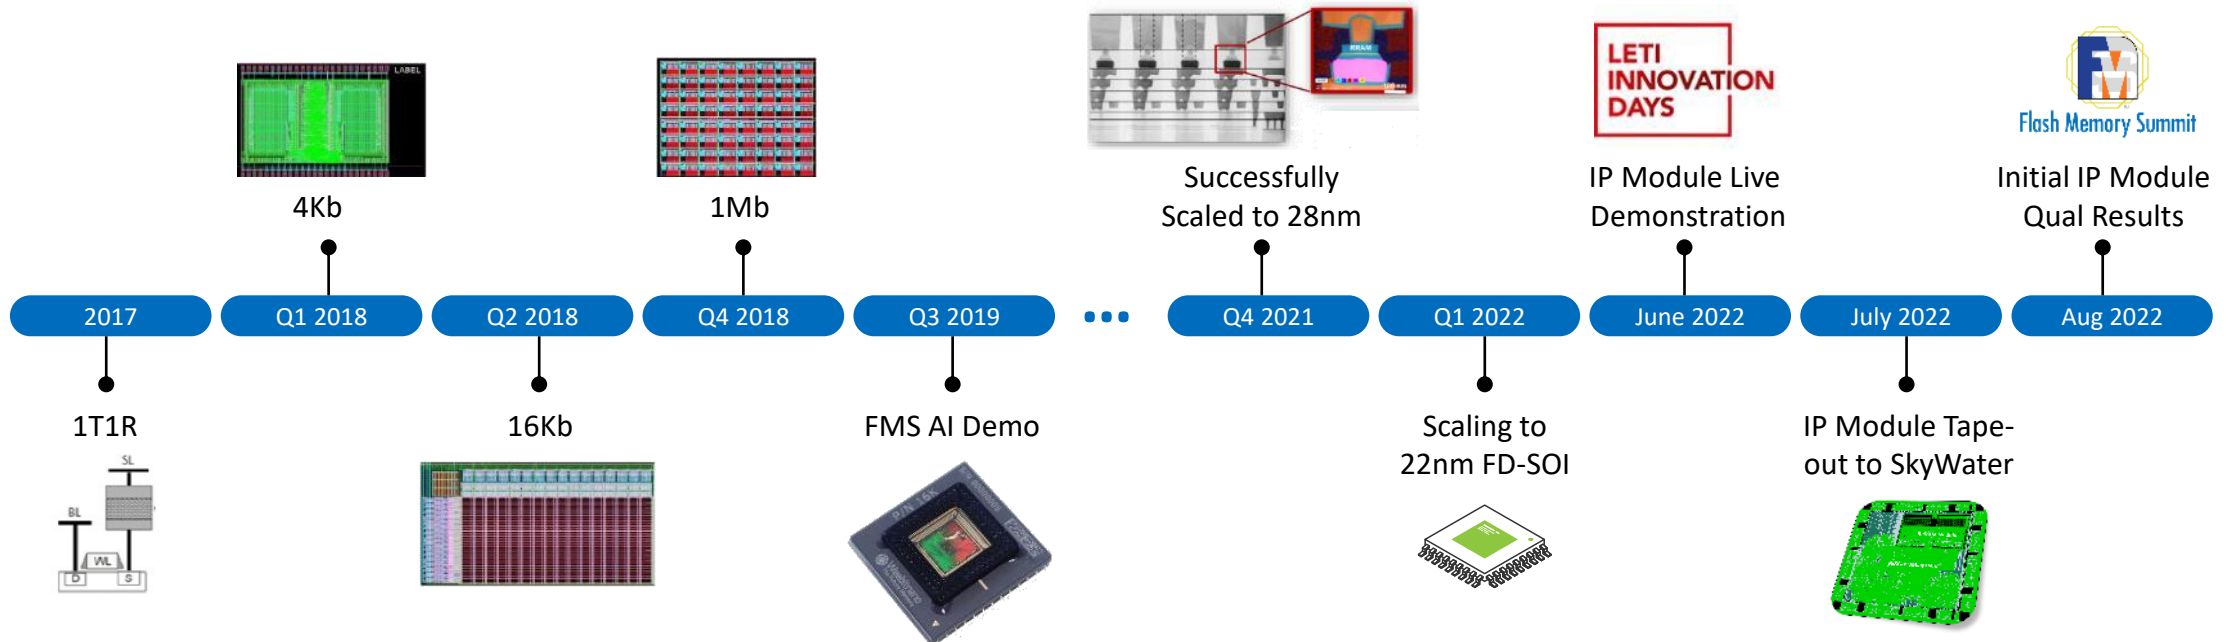 LABEL
RRAM
LETI
INNOVATION
DAYS
Flash Memory Summit
4Kb
1Mb
Successfully
Scaled to 28nm
IP Module Live
Demonstration
Initial IP Module
Qual Results
2017
Q1 2018
Q2 2018
Q4 2018
Q3 2019
...
Q4 2021
Q1 2022
June 2022
July 2022
Aug 2022
1T1R
16Kb
FMS AI Demo
Scaling to
22nm FD-SOI
IP Module Tape-
out to SkyWater
SL
BL
WL
D
S
P/N 16K
Weebit